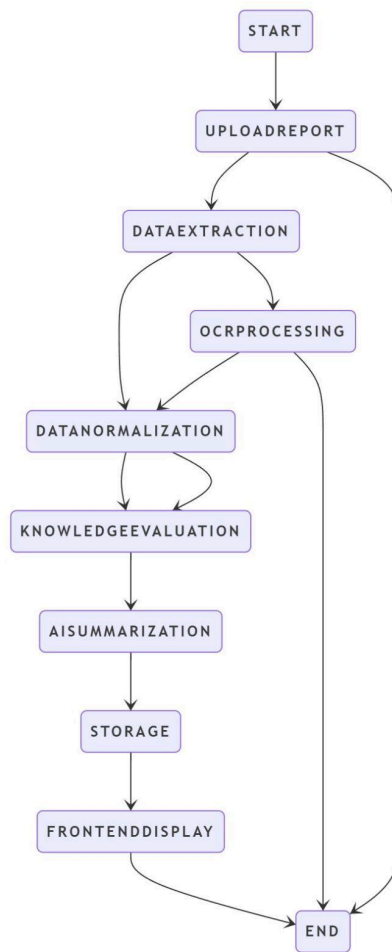 START
UPLOADREPORT
DATAEXTRACTION
OCRPROCESSING
DATANORMALIZATION
KNOWLEDGEEVALUATION
AISUMMARIZATION
STORAGE
FRONTENDDISPLAY
END